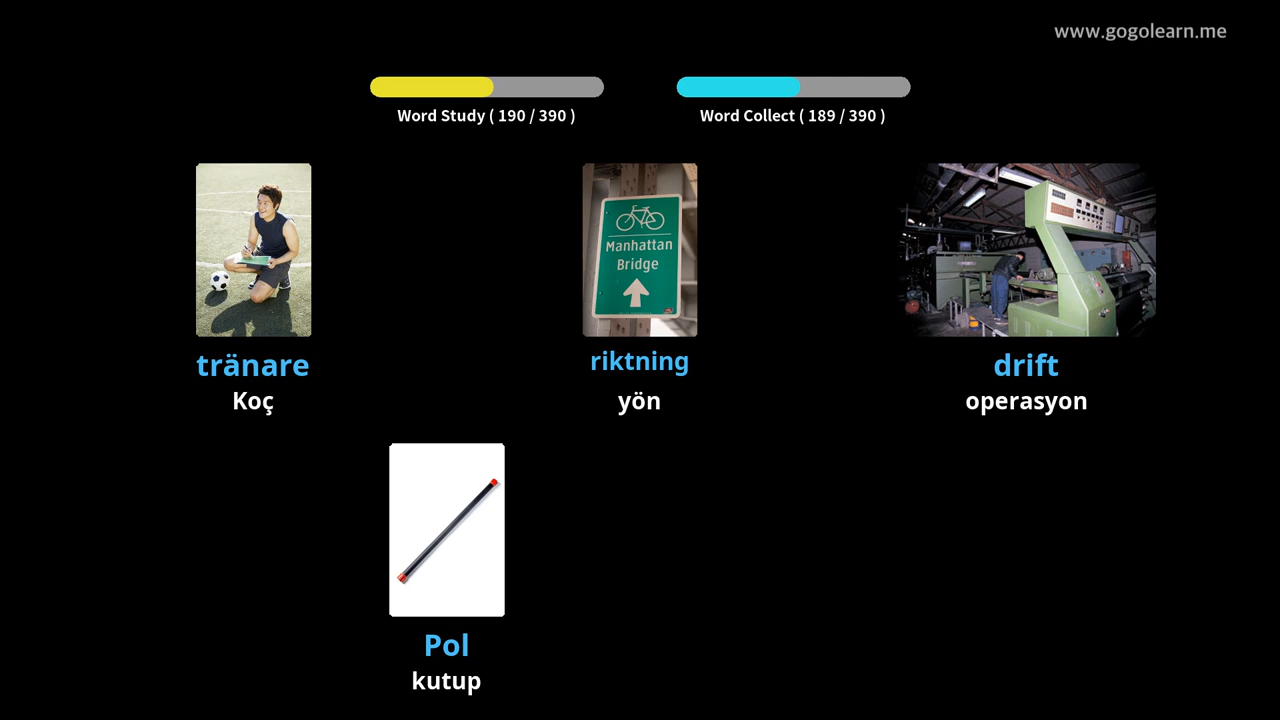 www.gogolearn.me
Word Study ( 190 / 390 )
Word Collect ( 189 / 390 )
Manhattan
Bridge
tränare
riktning
drift
Koç
yön
operasyon
Pol
kutup